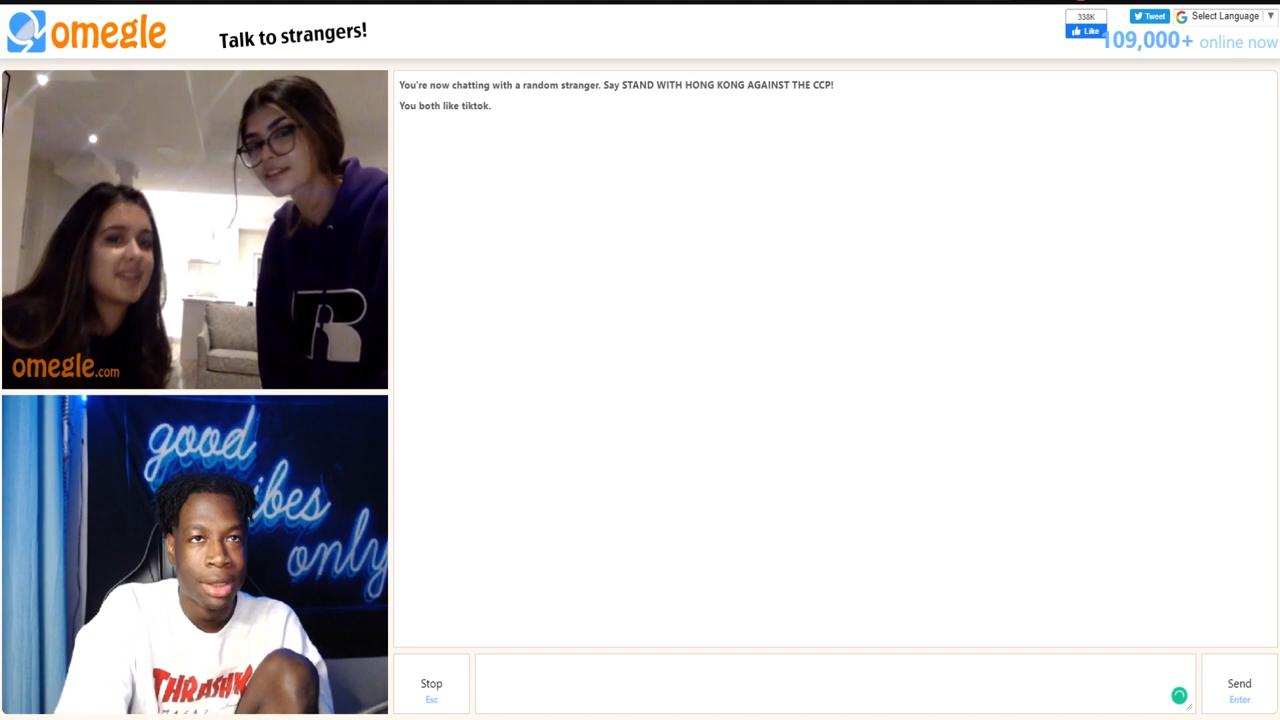 omegle
Talk to strangers!
338K
Like
Tweet
Select Language
109,000+ online now
You're now chatting with a random stranger. Say STAND WITH HONG KONG AGAINST THE CCP!
You both like tiktok.
R
omegle.com
good
ibes
only
THRASH
Stop
Esc
Send
Enter